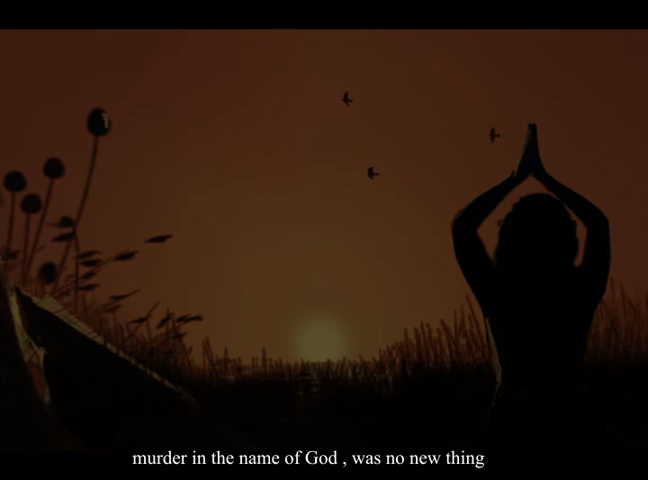 murder in the name of God , was no new thing